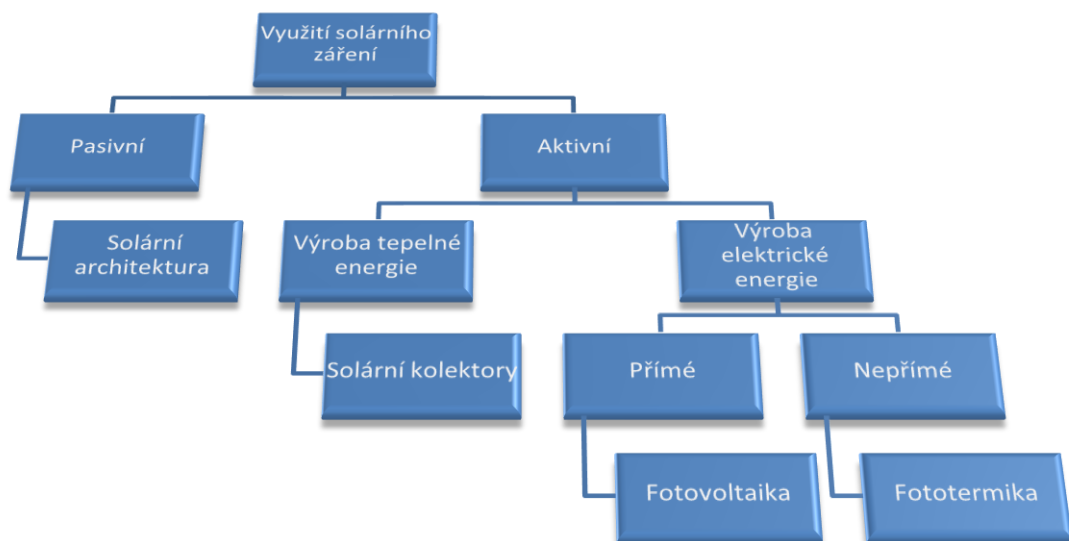 Využití solárního
záření
Pasivní
Aktivní
Solární
architektura
Výroba tepelné
energie
Výroba
elektrické
energie
Solární kolektory
Přímé
Nepřímé
Fotovoltaika
Fototermika